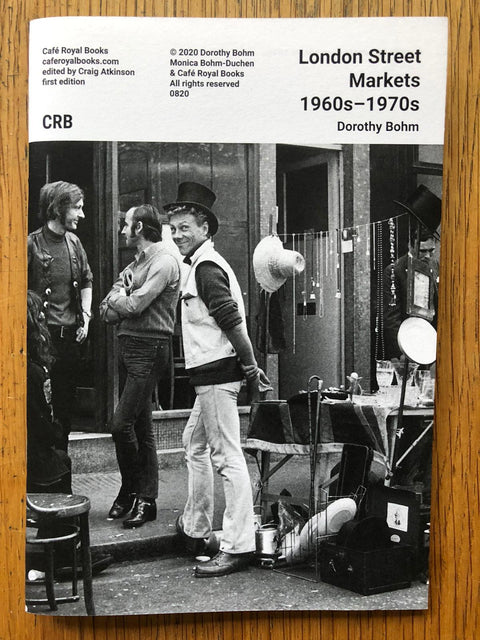 Café Royal Books
caferoyalbooks.com
edited by Craig Atkinson
first edition
CRB
© 2020 Dorothy Bohm
Monica Bohm-Duchen
& Café Royal Books
All rights reserved
0820
London Street
Markets
1960s–1970s
Dorothy Bohm